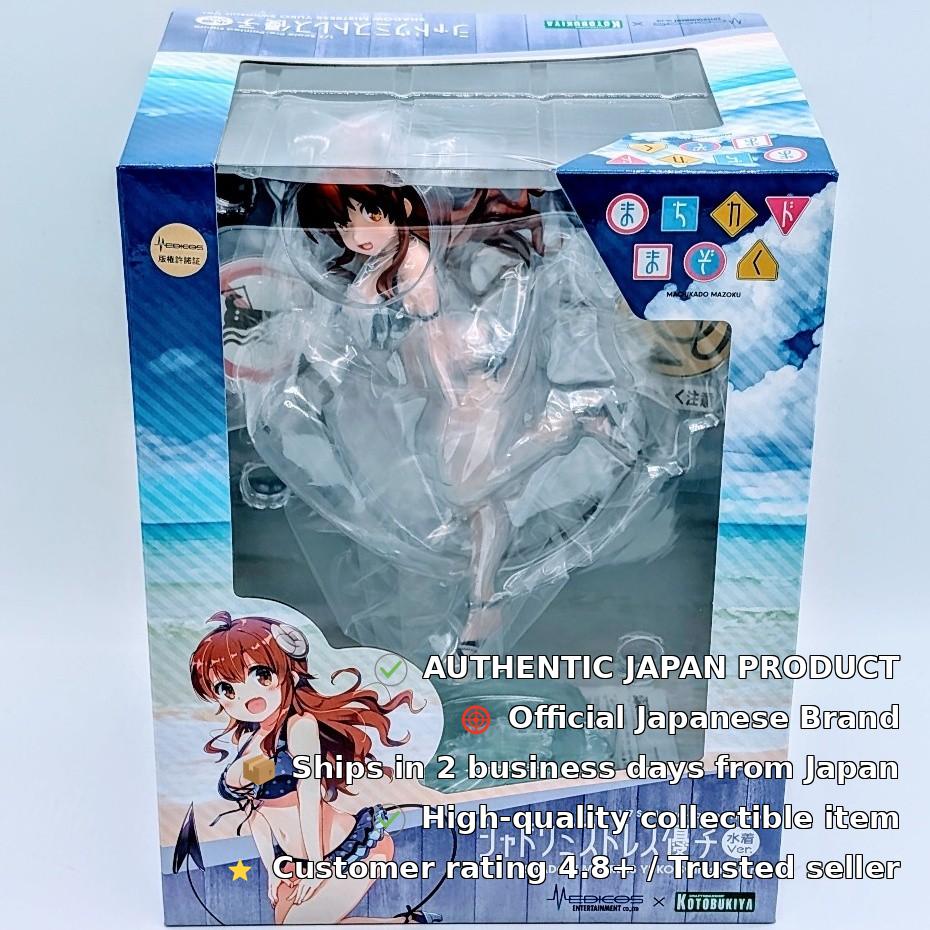 シャドウミストレス優子
KOTOBUKIYA × MEDICOS
まちカド
まぞく
MACHIKADO MAZOKU
MEDICOS
版権許諾証
く注意
AUTHENTIC JAPAN PRODUCT
Official Japanese Brand
Ships in 2 business days from Japan
High-quality collectible item
シャドウミストレス優子 水着 Ver.
Customer rating 4.8+ / Trusted seller
MEDICOS ENTERTAINMENT CO.,LTD × KOTOBUKIYA